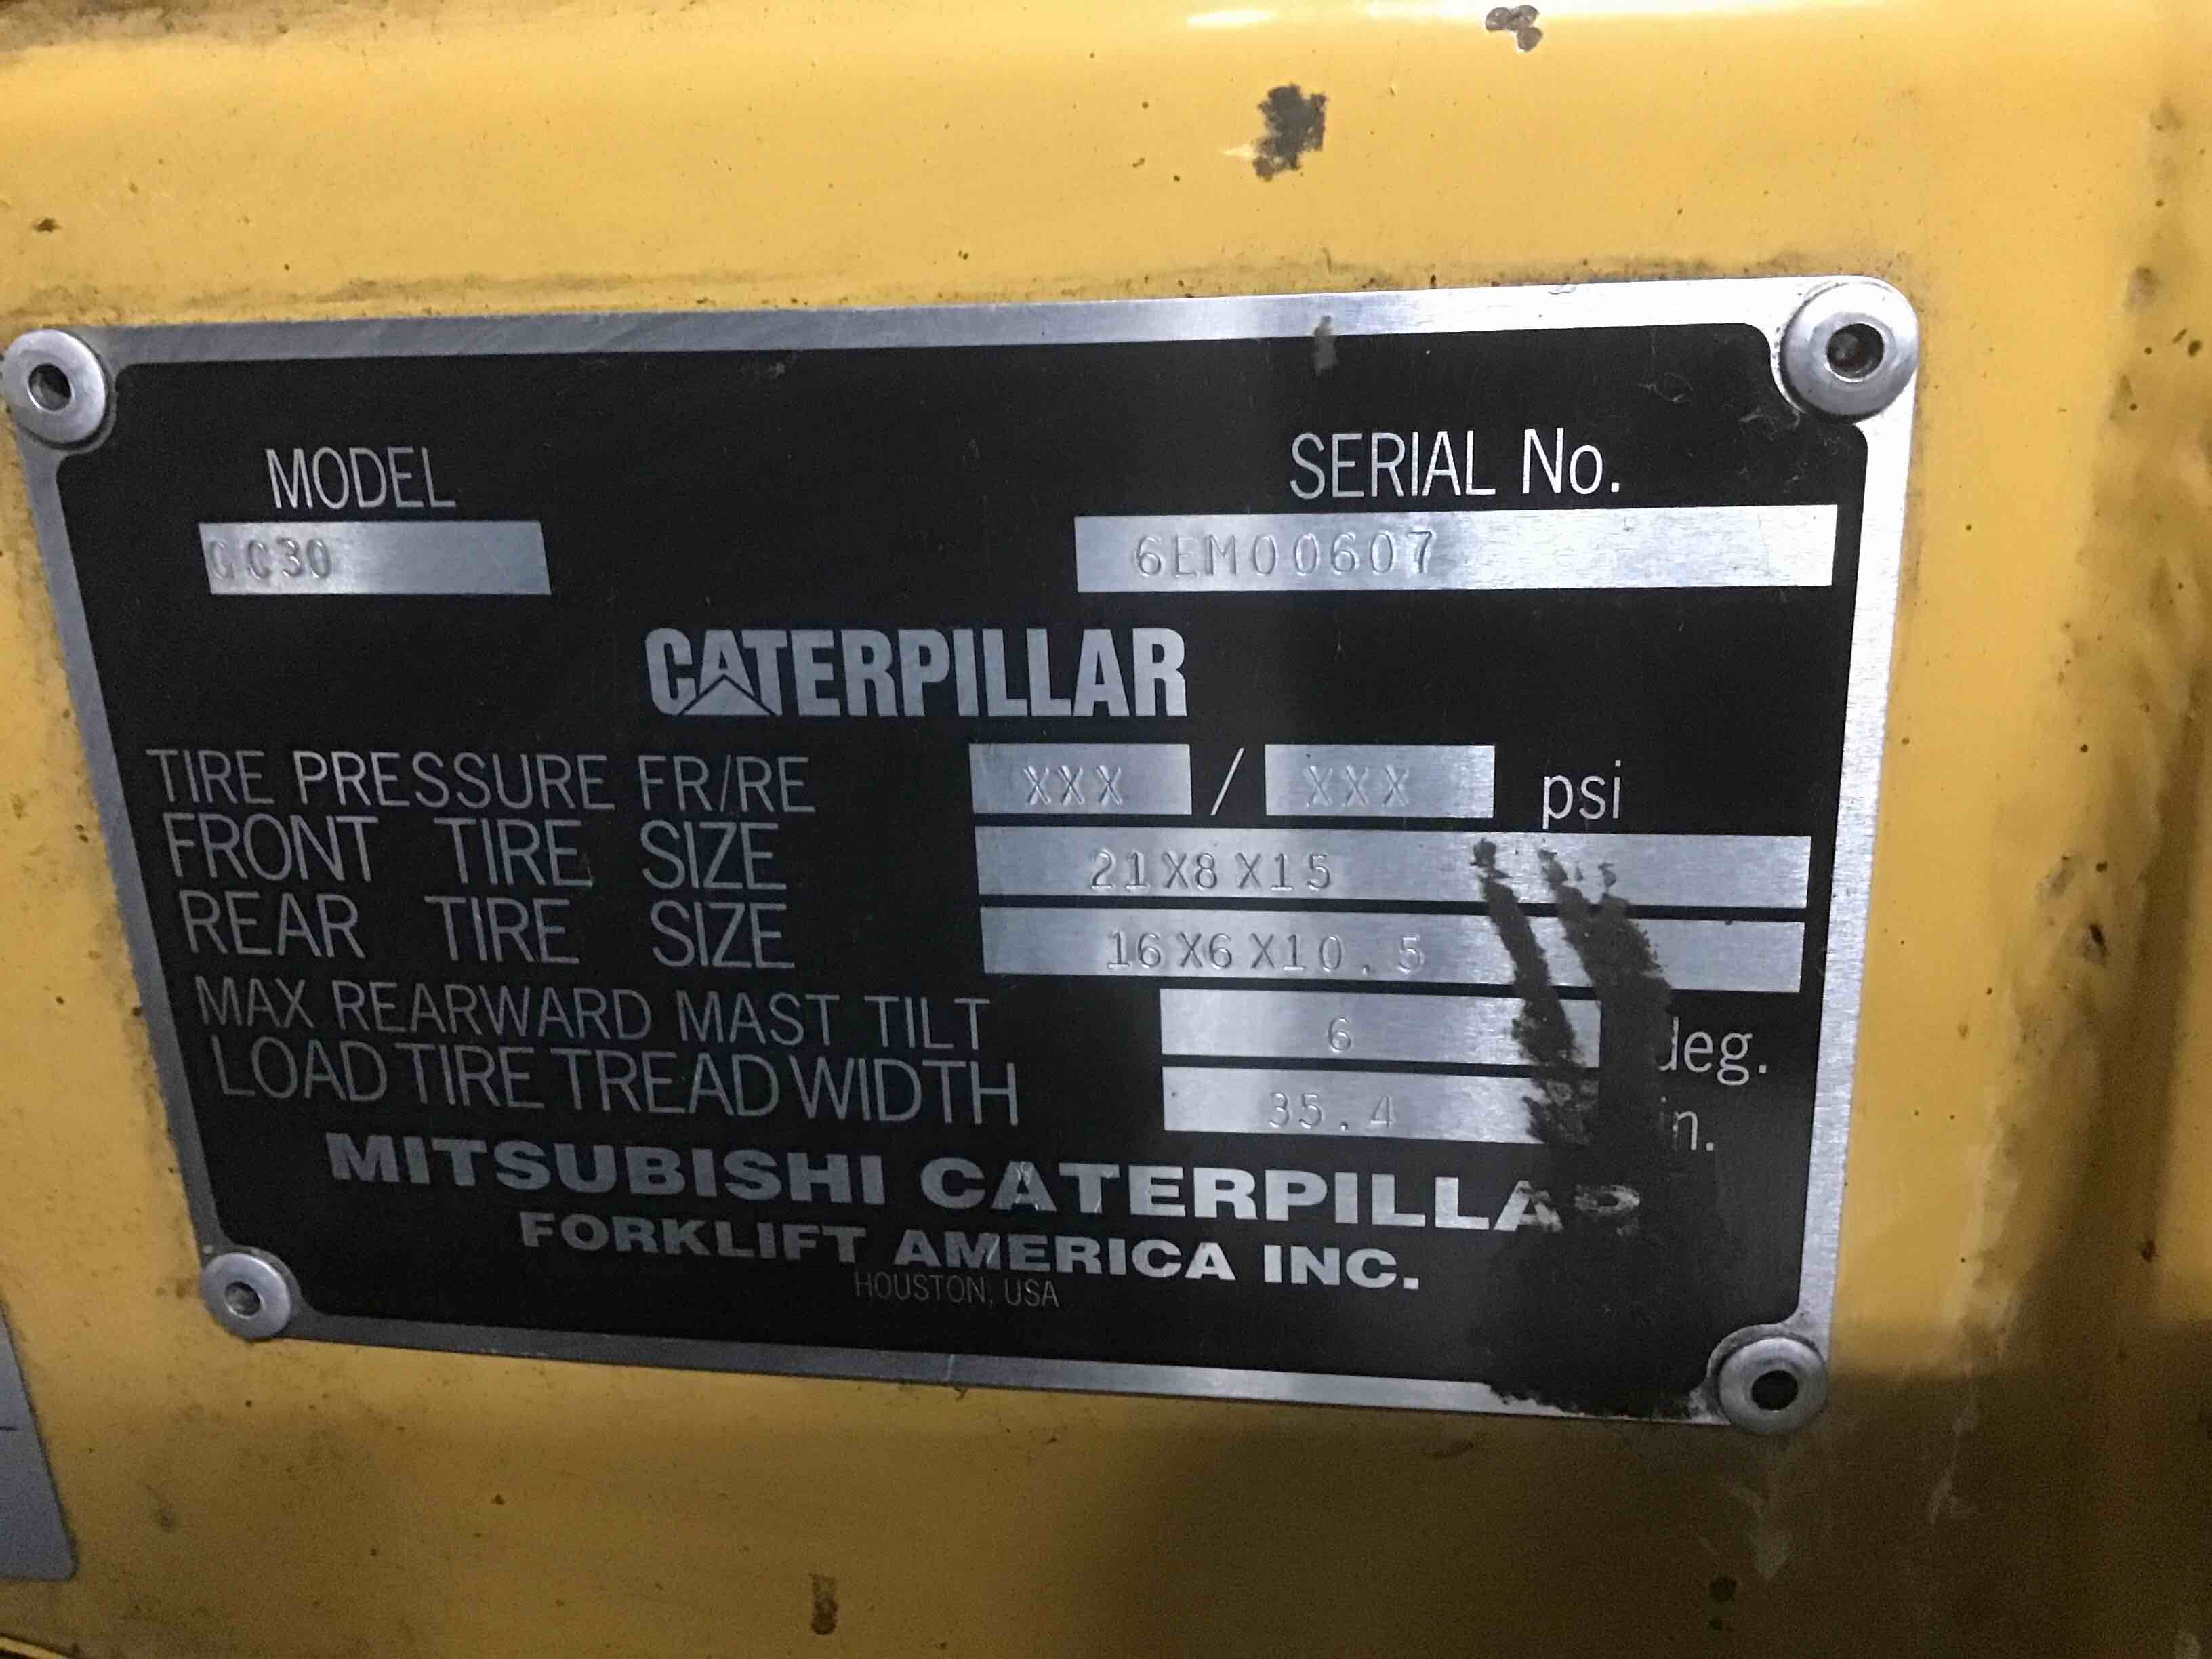 MODEL SERIAL No.
GC30 6EM00607
CATERPILLAR
TIRE PRESSURE FR/RE XXX / XXX psi
FRONT TIRE SIZE 21X8X15
REAR TIRE SIZE 16X6X10.5
MAX REARWARD MAST TILT 6 deg.
LOAD TIRE TREAD WIDTH 35.4 in.
MITSUBISHI CATERPILLAR
FORKLIFT AMERICA INC.
HOUSTON, USA